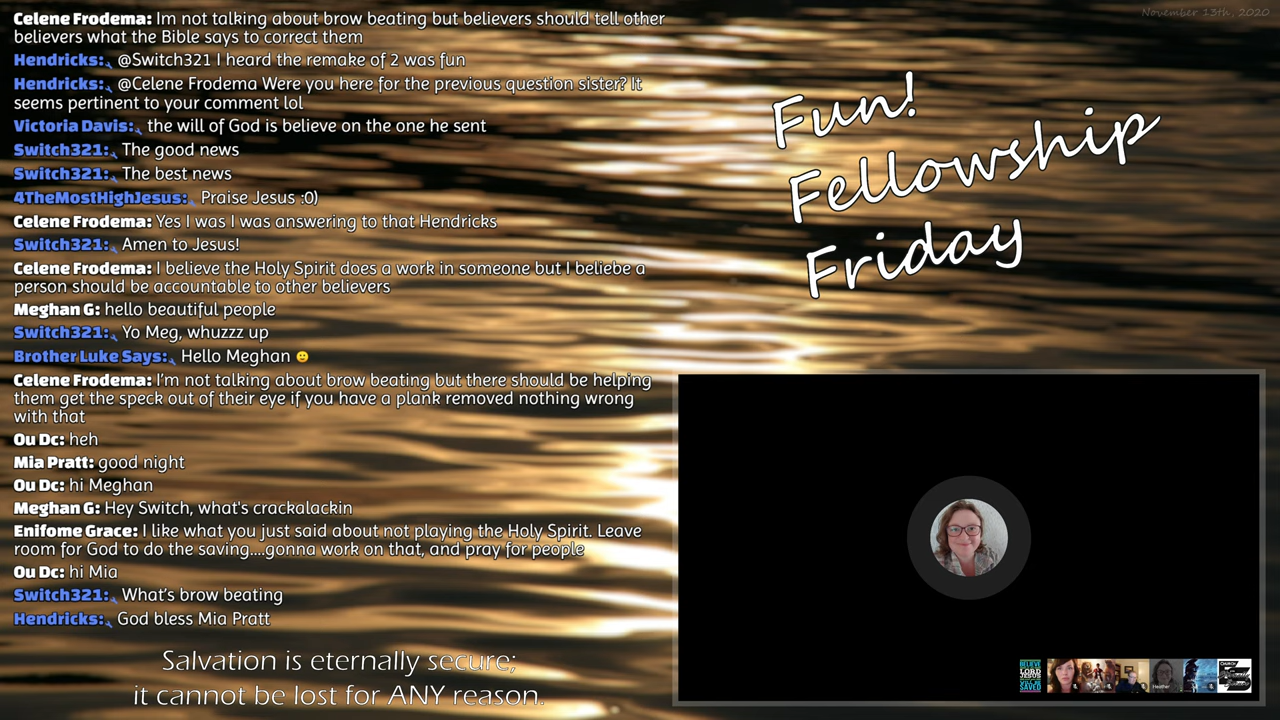 November 13th, 2020
Celene Frodema: Im not talking about brow beating but believers should tell other
believers what the Bible says to correct them
Hendricks: @Switch321 I heard the remake of 2 was fun
Hendricks: @Celene Frodema Were you here for the previous question sister? It
seems pertinent to your comment lol
Victoria Davis: the will of God is believe on the one he sent
Switch321: The good news
Switch321: The best news
4TheMostHighJesus: Praise Jesus :0)
Celene Frodema: Yes I was I was answering to that Hendricks
Switch321: Amen to Jesus!
Celene Frodema: I believe the Holy Spirit does a work in someone but I beliebe a
person should be accountable to other believers
Meghan G: hello beautiful people
Switch321: Yo Meg, whuzzz up
Brother Luke Says: Hello Meghan
Celene Frodema: I'm not talking about brow beating but there should be helping
them get the speck out of their eye if you have a plank removed nothing wrong
with that
Ou Dc: heh
Mia Pratt: good night
Ou Dc: hi Meghan
Meghan G: Hey Switch, what's crackalackin
Enifome Grace: I like what you just said about not playing the Holy Spirit. Leave
room for God to do the saving....gonna work on that, and pray for people
Ou Dc: hi Mia
Switch321: What's brow beating
Hendricks: God bless Mia Pratt
Salvation is eternally secure;
it cannot be lost for ANY reason.
Fun!
Fellowship
Friday
BELIEVE
LORD
JESUS
SAVED
Heather
CHURCH